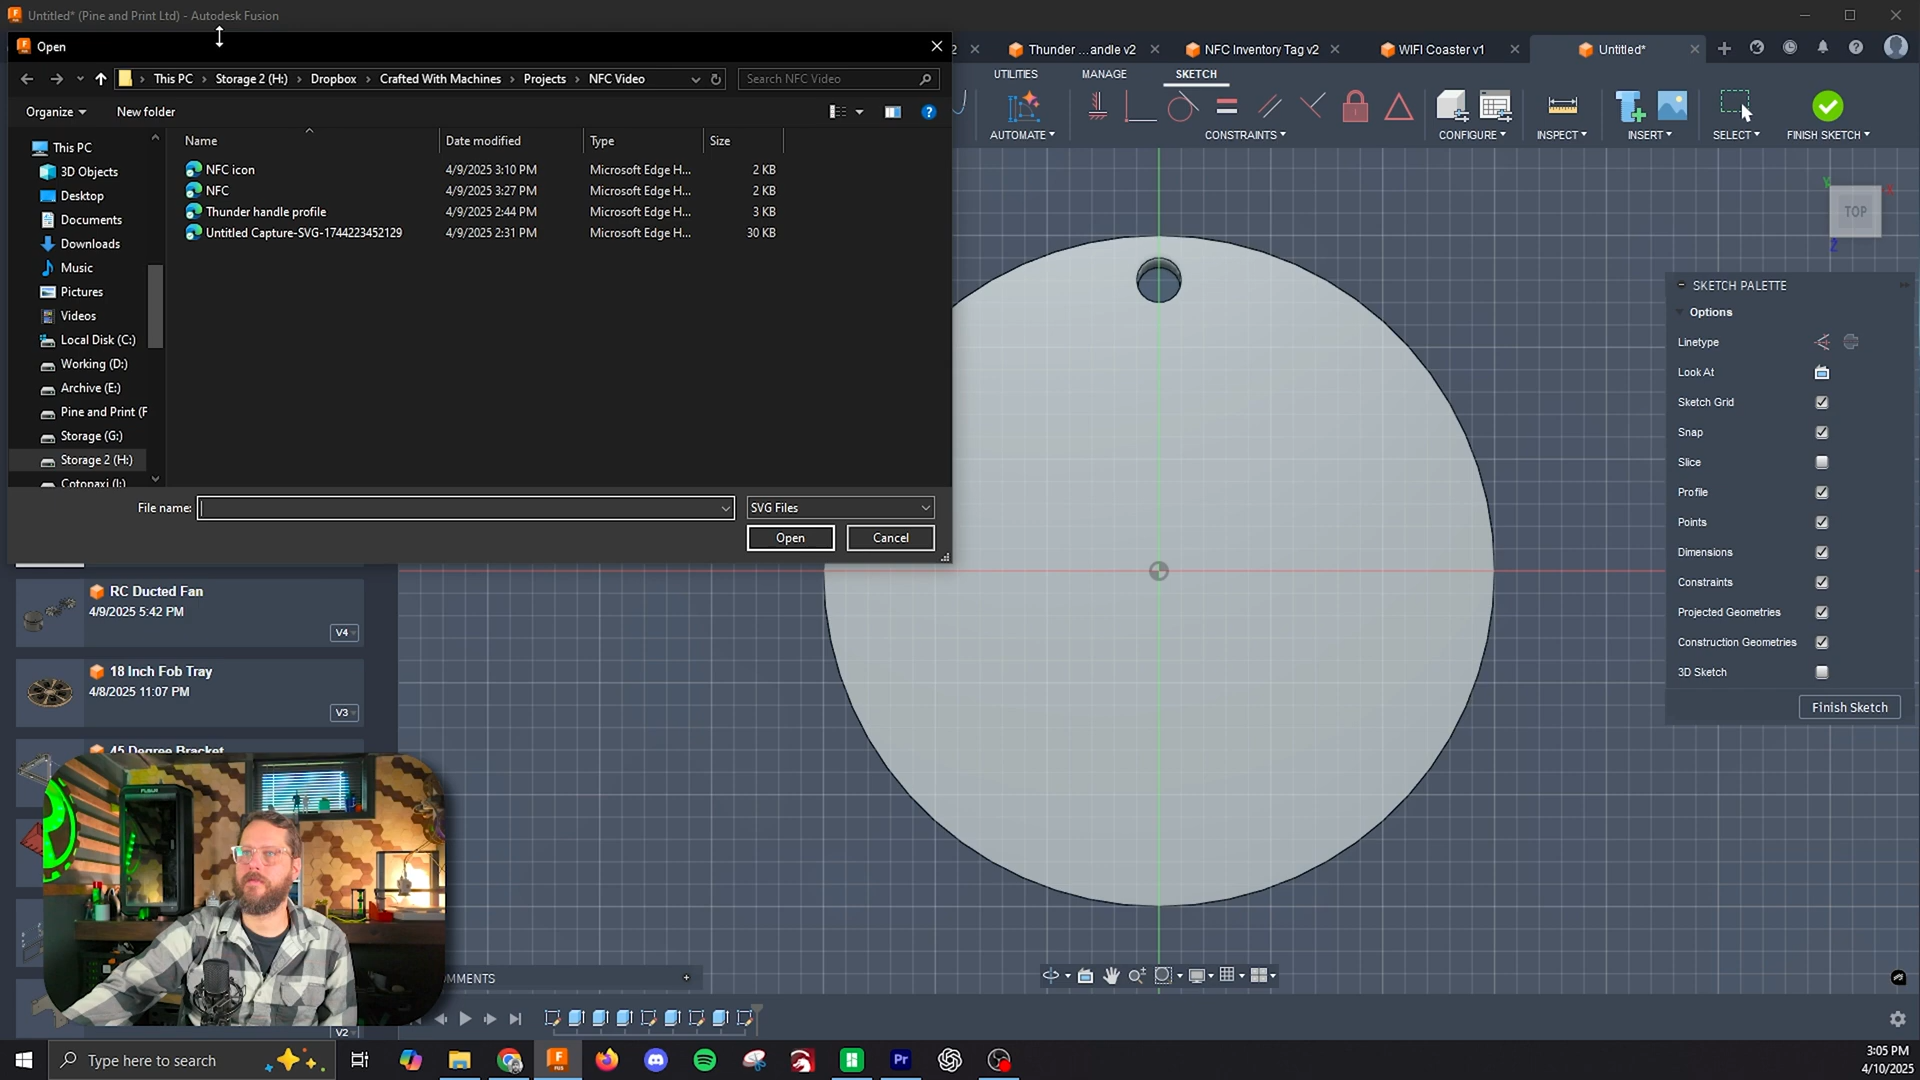 Untitled* (Pine and Print Ltd) - Autodesk Fusion
Open
This PC > Storage 2 (H:) > Dropbox > Crafted With Machines > Projects > NFC Video
Search NFC Video
Organize
New folder
Name
Date modified
Type
Size
NFC icon 4/9/2025 3:10 PM Microsoft Edge H... 2 KB
NFC 4/9/2025 3:27 PM Microsoft Edge H... 2 KB
Thunder handle profile 4/9/2025 2:44 PM Microsoft Edge H... 3 KB
Untitled Capture-SVG-1744223452129 4/9/2025 2:31 PM Microsoft Edge H... 30 KB
This PC
3D Objects
Desktop
Documents
Downloads
Music
Pictures
Videos
Local Disk (C:)
Working (D:)
Archive (E:)
Pine and Print (F
Storage (G:)
Storage 2 (H:)
Cotopaxi (I:)
File name:
SVG Files
Open
Cancel
2
Thunder ...andle v2
NFC Inventory Tag v2
WIFI Coaster v1
Untitled*
UTILITIES
MANAGE
SKETCH
AUTOMATE
CONSTRAINTS
CONFIGURE
INSPECT
INSERT
SELECT
FINISH SKETCH
TOP
Y
X
Z
SKETCH PALETTE
Options
Linetype
Look At
Sketch Grid
Snap
Slice
Profile
Points
Dimensions
Constraints
Projected Geometries
Construction Geometries
3D Sketch
Finish Sketch
RC Ducted Fan
4/9/2025 5:42 PM
V4
18 Inch Fob Tray
4/8/2025 11:07 PM
V3
45 Degree Bracket
V2
OMMENTS
Type here to search
3:05 PM
4/10/2025